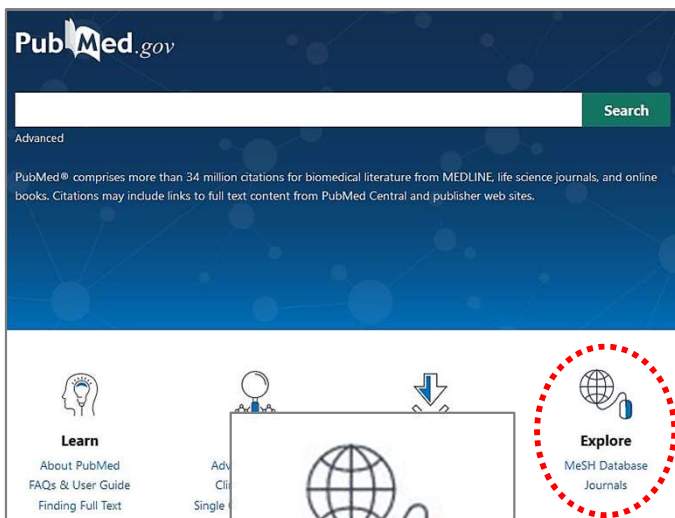 PubMed.gov
Search
Advanced
PubMed® comprises more than 34 million citations for biomedical literature from MEDLINE, life science journals, and online
books. Citations may include links to full text content from PubMed Central and publisher web sites.
Learn
About PubMed
FAQs & User Guide
Finding Full Text
Single
Explore
MeSH Database
Journals